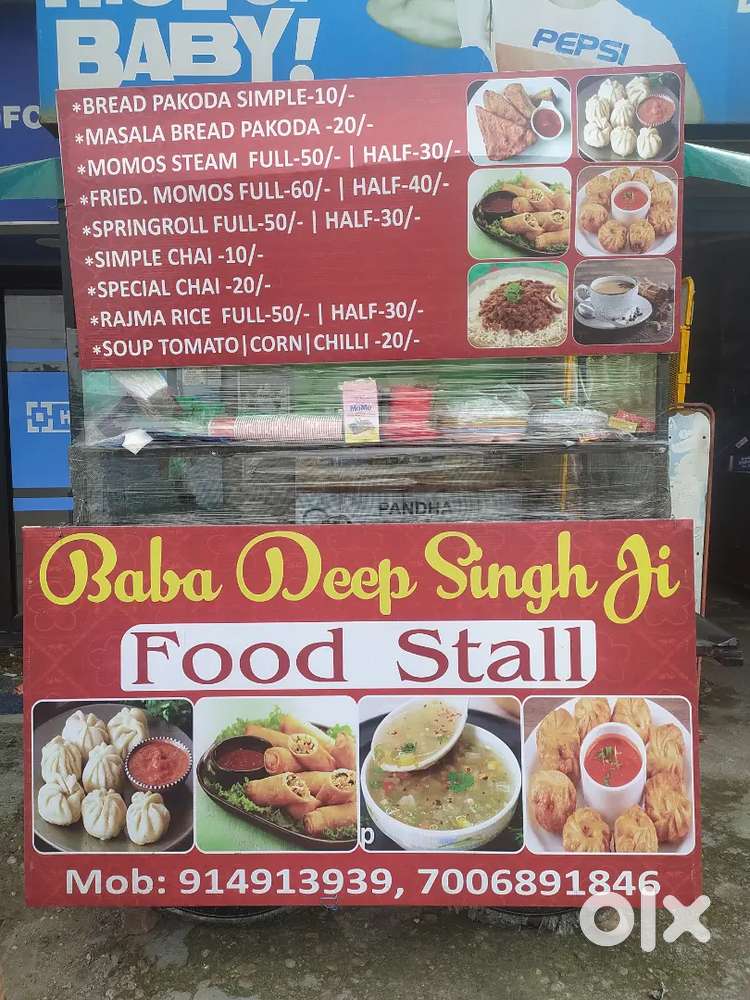 BABY!
PEPSI
*BREAD PAKODA SIMPLE-10/-
*MASALA BREAD PAKODA -20/-
*MOMOS STEAM FULL-50/- | HALF-30/-
*FRIED. MOMOS FULL-60/- | HALF-40/-
*SPRINGROLL FULL-50/- | HALF-30/-
*SIMPLE CHAI -10/-
*SPECIAL CHAI -20/-
*RAJMA RICE FULL-50/- | HALF-30/-
*SOUP TOMATO|CORN|CHILLI -20/-
MoMo
PANDHA
Baba Deep Singh Ji
Food Stall
Mob: 914913939, 7006891846
olx